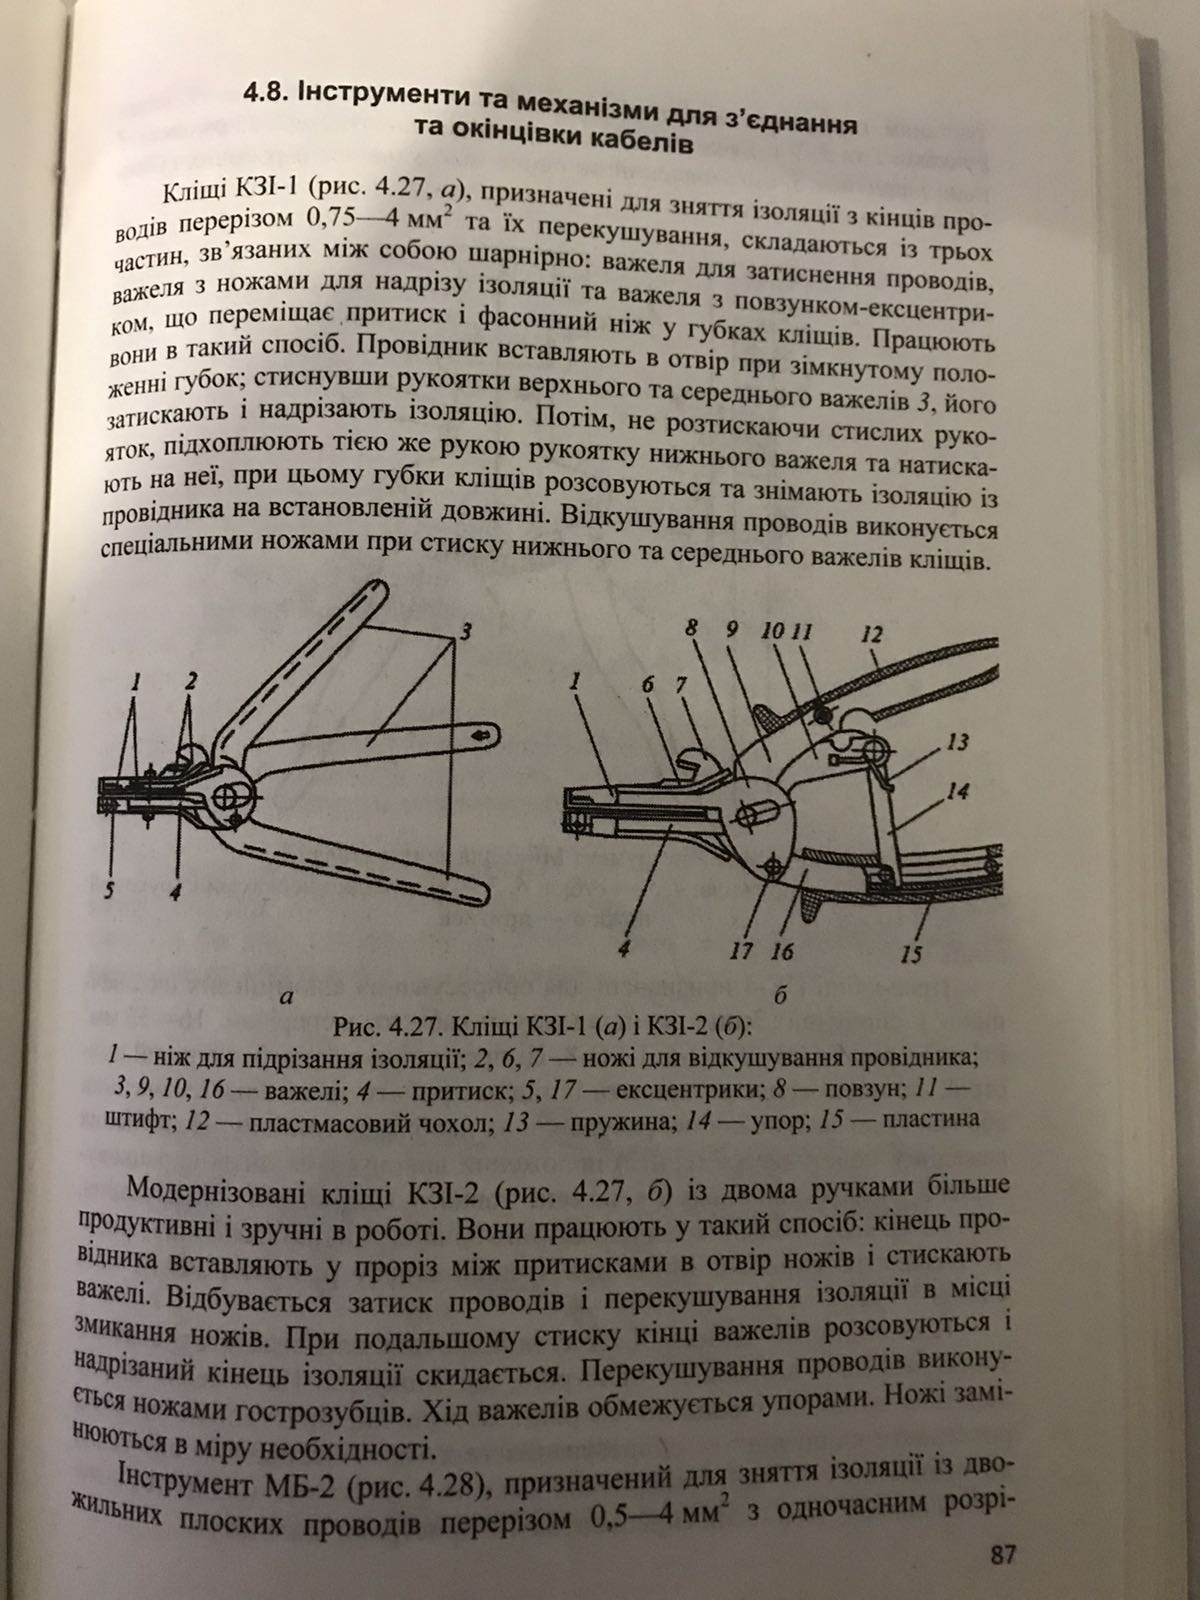 4.8. Інструменти та механізми для з’єднання
та окінцівки кабелів
Кліщі КЗІ-1 (рис. 4.27, а), призначені для зняття ізоляції з кінців про-
водів перерізом 0,75—4 мм² та їх перекушування, складаються із трьох
частин, зв’язаних між собою шарнірно: важеля для затиснення проводів,
важеля з ножами для надрізу ізоляції та важеля з повзунком-ексцентри-
ком, що переміщає притиск і фасонний ніж у губках кліщів. Працюють
вони в такий спосіб. Провідник вставляють в отвір при зімкнутому поло-
женні губок; стиснувши рукоятки верхнього та середнього важелів 3, його
затискають і надрізають ізоляцію. Потім, не розтискаючи стислих руко-
яток, підхоплюють тією же рукою рукоятку нижнього важеля та натиска-
ють на неї, при цьому губки кліщів розсовуються та знімають ізоляцію із
провідника на встановленій довжині. Відкушування проводів виконується
спеціальними ножами при стиску нижнього та середнього важелів кліщів.
1 2 3
5 4
а
8 9 10 11 12
1 6 7
13
14
4 17 16 15
б
Рис. 4.27. Кліщі КЗІ-1 (а) і КЗІ-2 (б):
1 — ніж для підрізання ізоляції; 2, 6, 7 — ножі для відкушування провідника;
3, 9, 10, 16 — важелі; 4 — притиск; 5, 17 — ексцентрики; 8 — повзун; 11 —
штифт; 12 — пластмасовий чохол; 13 — пружина; 14 — упор; 15 — пластина
Модернізовані кліщі КЗІ-2 (рис. 4.27, б) із двома ручками більше
продуктивні і зручні в роботі. Вони працюють у такий спосіб: кінець про-
відника вставляють у проріз між притисками в отвір ножів і стискають
важелі. Відбувається затиск проводів і перекушування ізоляції в місці
змикання ножів. При подальшому стиску кінці важелів розсовуються і
надрізаний кінець ізоляції скидається. Перекушування проводів викону-
ється ножами гострозубців. Хід важелів обмежується упорами. Ножі замі-
нюються в міру необхідності.
Інструмент МБ-2 (рис. 4.28), призначений для зняття ізоляції із дво-
жильних плоских проводів перерізом 0,5—4 мм² з одночасним розрі-
87